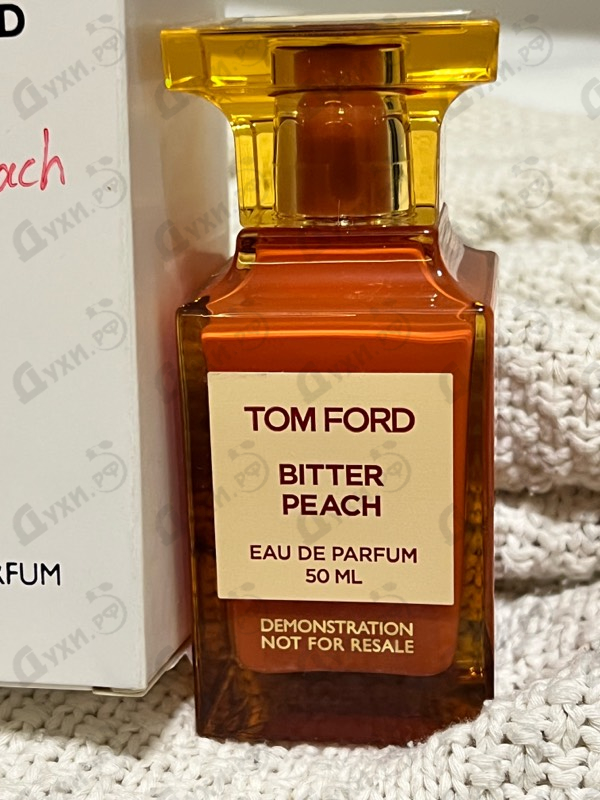 D
ach
RFUM
TOM FORD
BITTER
PEACH
EAU DE PARFUM
50 ML
DEMONSTRATION
NOT FOR RESALE
Духи.РФ